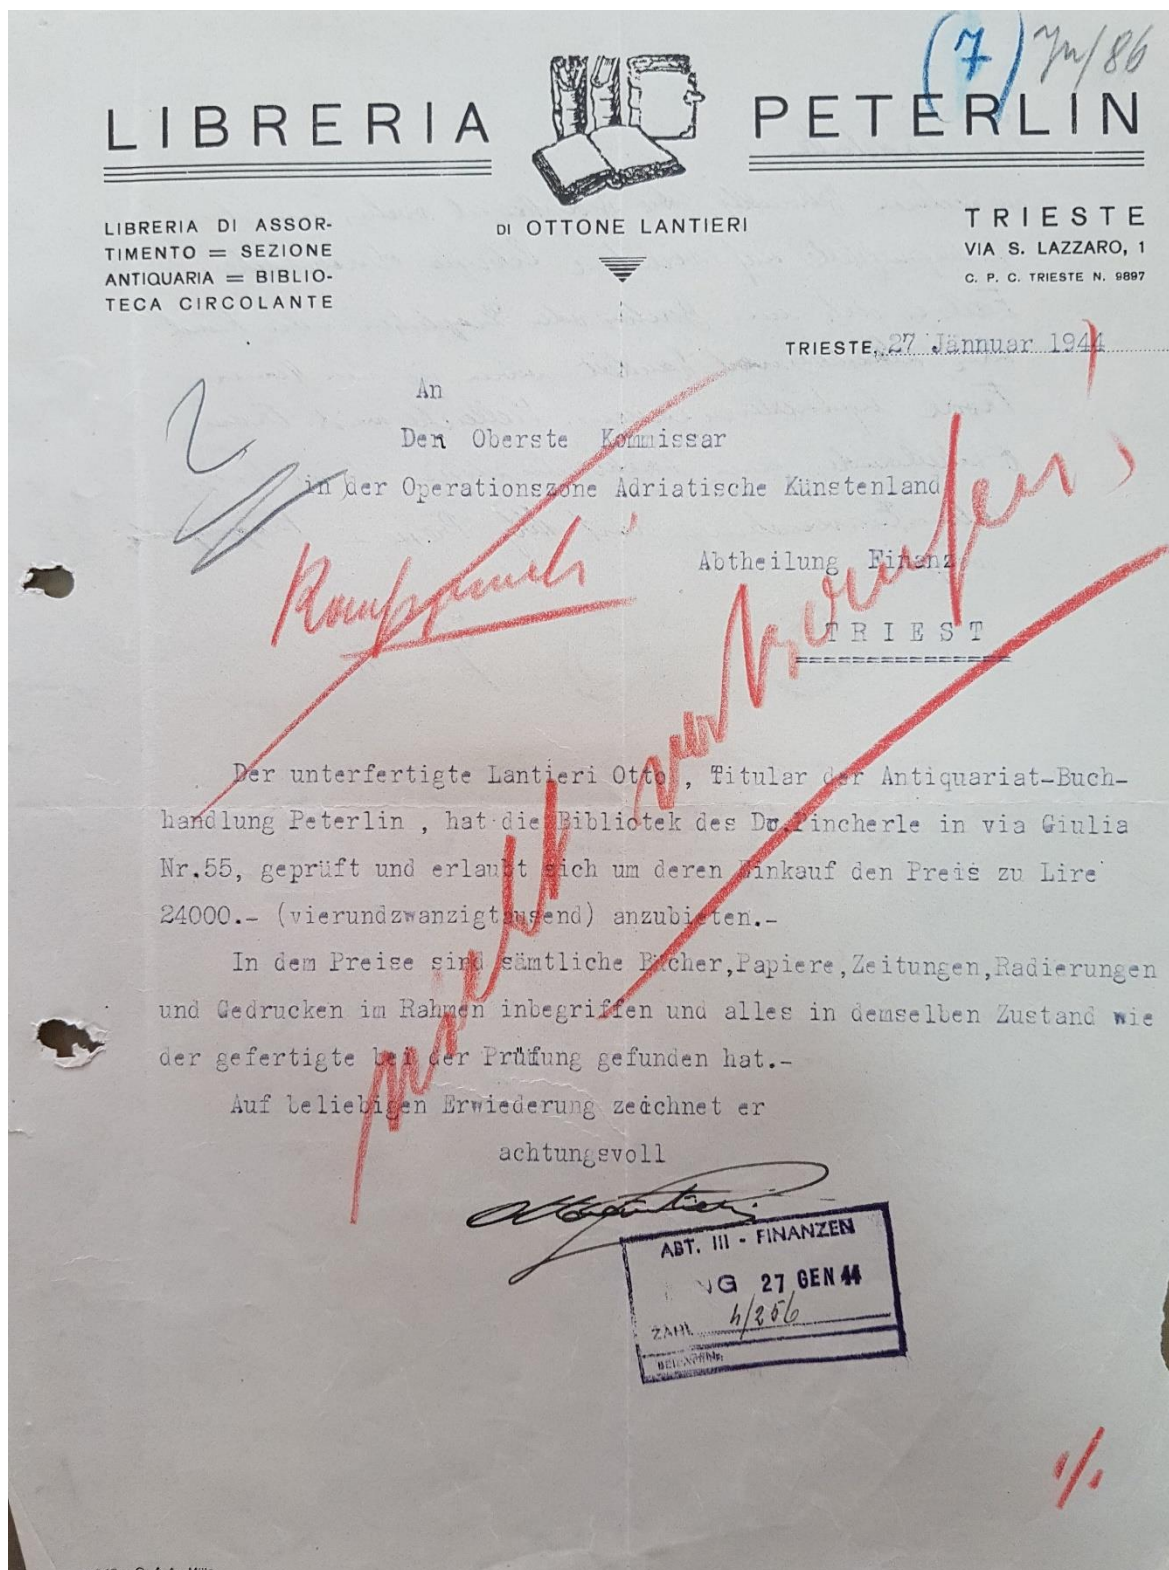 (7) Jn/86
LIBRERIA PETERLIN
LIBRERIA DI ASSOR-
TIMENTO = SEZIONE
ANTIQUARIA = BIBLIO-
TECA CIRCOLANTE
DI OTTONE LANTIERI
TRIESTE
VIA S. LAZZARO, 1
C. P. C. TRIESTE N. 9897
TRIESTE, 27 Jännuar 1944
An
Den Oberste Kommissar
in der Operationszone Adriatische Künstenland
Abtheilung Finanz
TRIEST
nicht verkaufen!
Der unterfertigte Lantieri Otto , Titular der Antiquariat-Buch-
handlung Peterlin , hat die Bibliotek des Dr.Pincherle in via Giulia
Nr.55, geprüft und erlaubt sich um deren Einkauf den Preis zu Lire
24000.- (vierundzwanzigtausend) anzubieten.-
In dem Preise sind sämtliche Bücher,Papiere,Zeitungen,Radierungen
und Gedrucken im Rahmen inbegriffen und alles in demselben Zustand wie
der gefertigte bei der Prüfung gefunden hat.-
Auf beliebigen Erwiederung zeichnet er
achtungsvoll
ABT. III - FINANZEN
NG 27 GEN 44
ZAHL 4/256